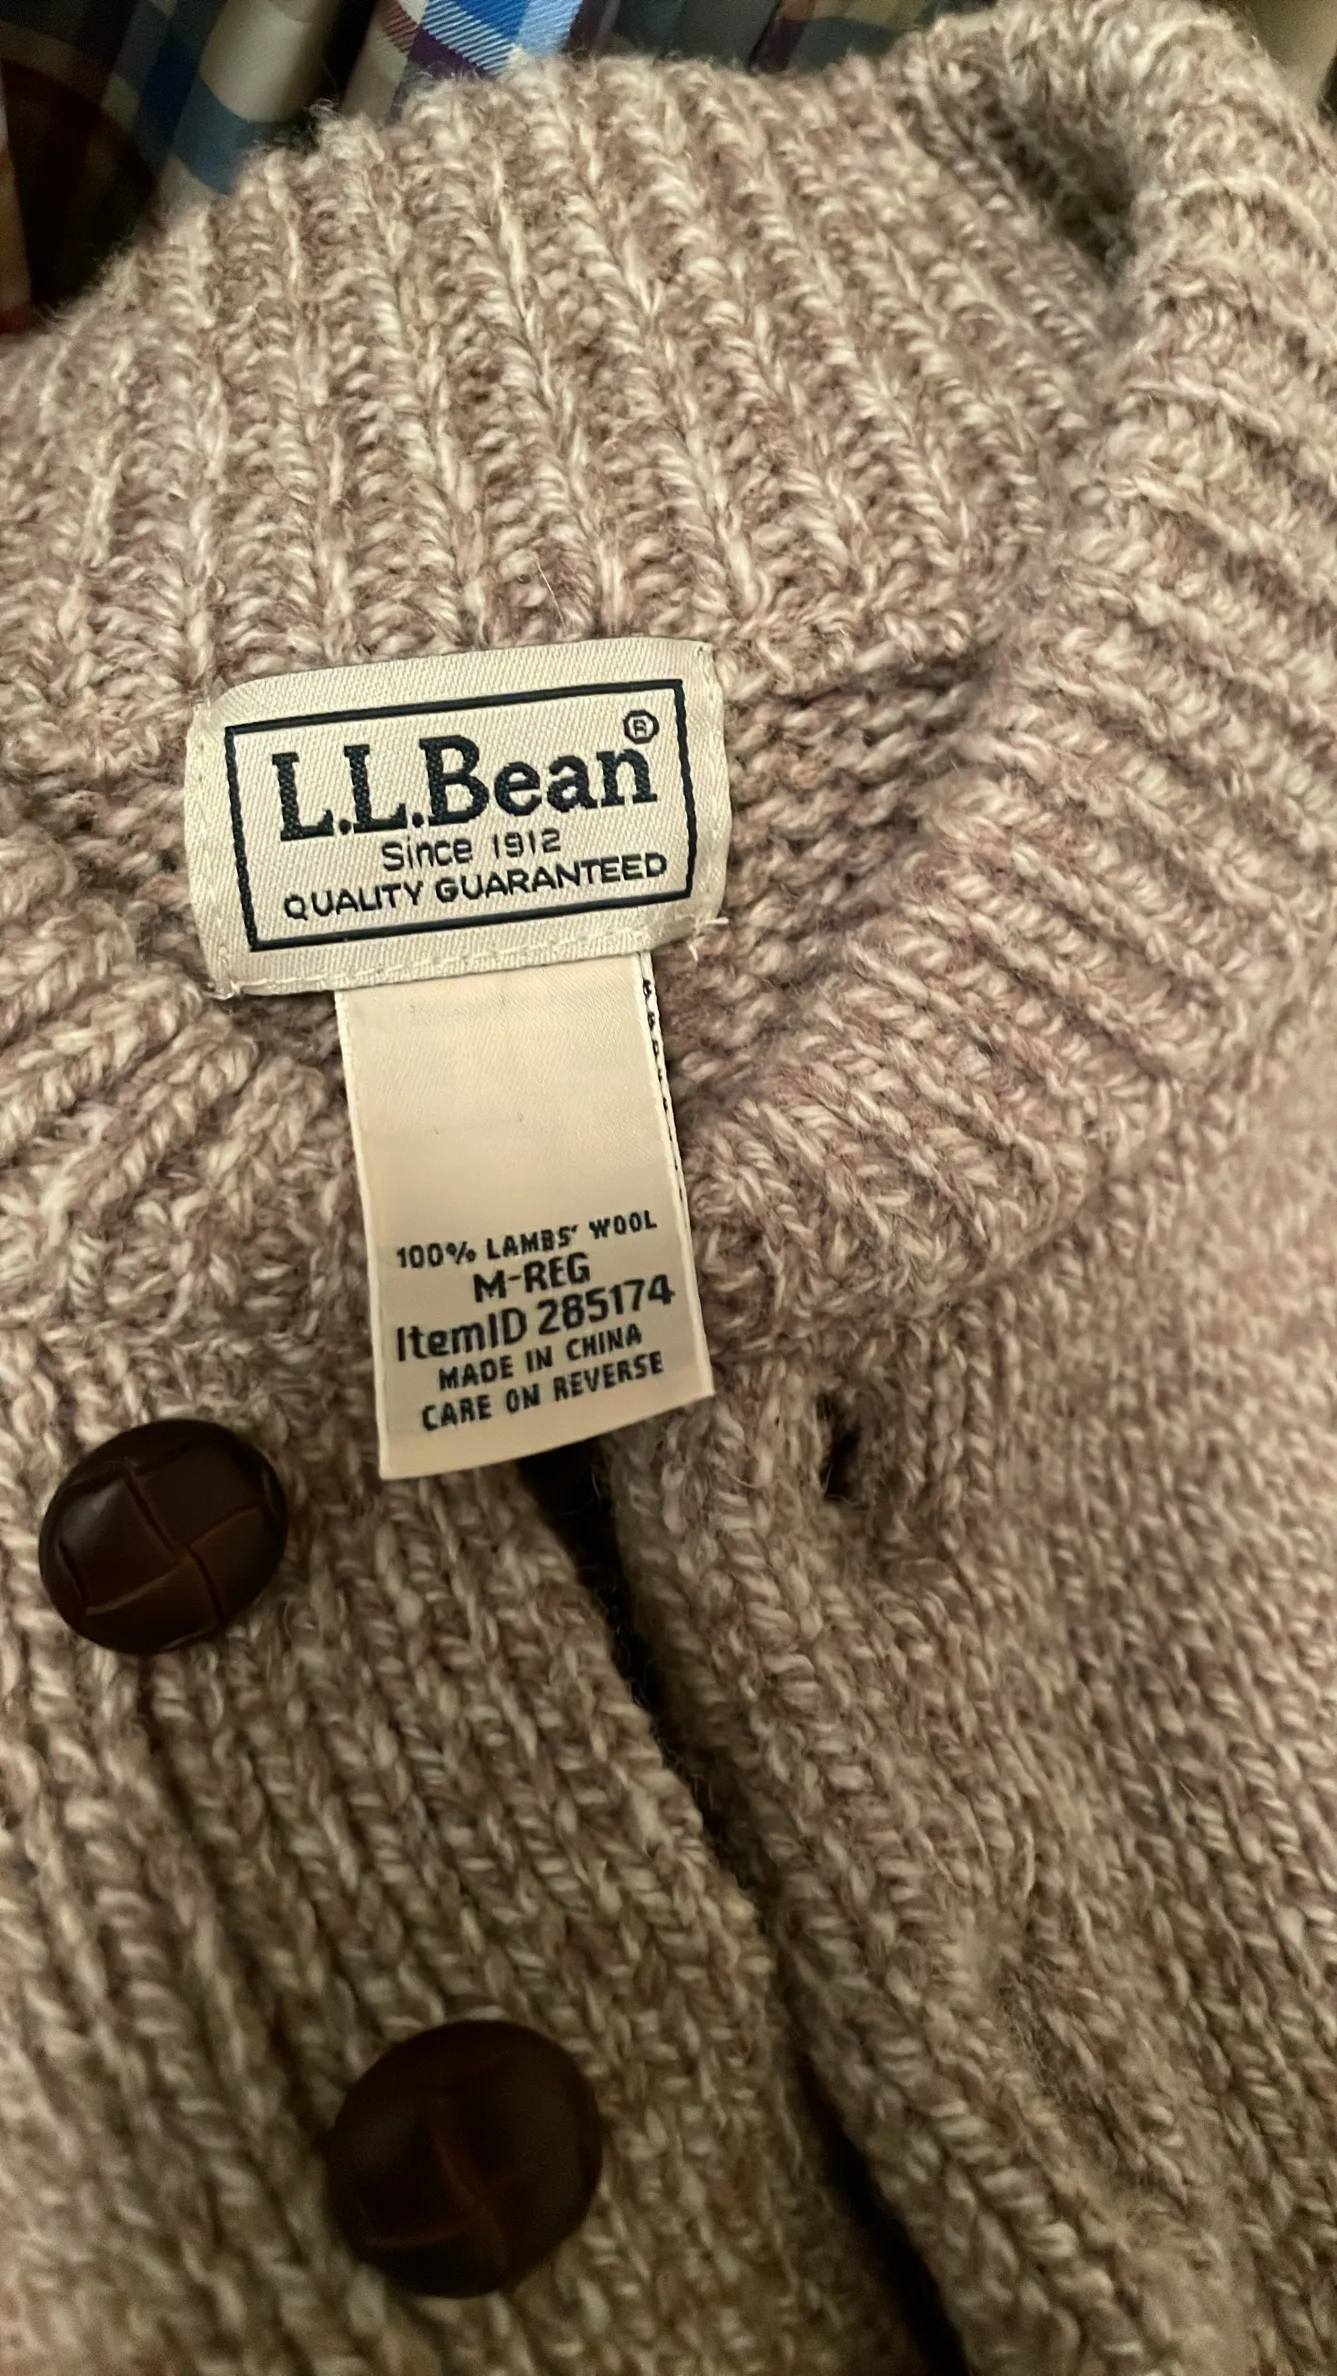 L.L.Bean®
Since 1912
QUALITY GUARANTEED
100% LAMBS' WOOL
M-REG
ItemID 285174
MADE IN CHINA
CARE ON REVERSE